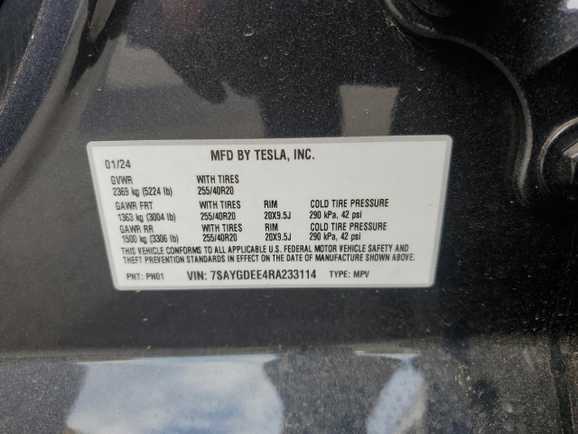 01/24 MFD BY TESLA, INC.
GVWR WITH TIRES
2369 kg (5224 lb) 255/40R20
GAWR FRT WITH TIRES RIM COLD TIRE PRESSURE
1363 kg (3004 lb) 255/40R20 20X9.5J 290 kPa, 42 psi
GAWR RR WITH TIRES RIM COLD TIRE PRESSURE
1500 kg (3306 lb) 255/40R20 20X9.5J 290 kPa, 42 psi
THIS VEHICLE CONFORMS TO ALL APPLICABLE U.S. FEDERAL MOTOR VEHICLE SAFETY AND
THEFT PREVENTION STANDARDS IN EFFECT ON THE DATE OF MANUFACTURE SHOWN ABOVE.
PNT: PN01 VIN: 7SAYGDEE4RA233114 TYPE: MPV